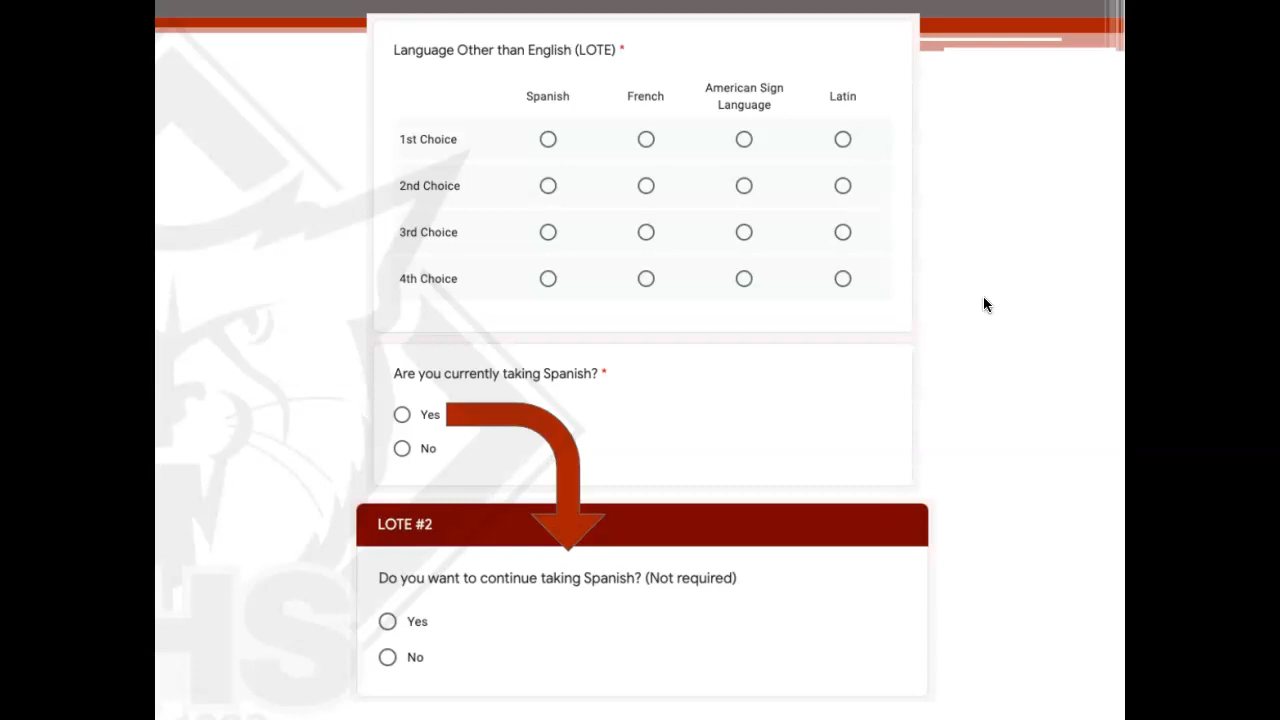 Language Other than English (LOTE) *
Spanish French American Sign Language Latin
1st Choice
2nd Choice
3rd Choice
4th Choice
Are you currently taking Spanish? *
Yes
No
LOTE #2
Do you want to continue taking Spanish? (Not required)
Yes
No
HS